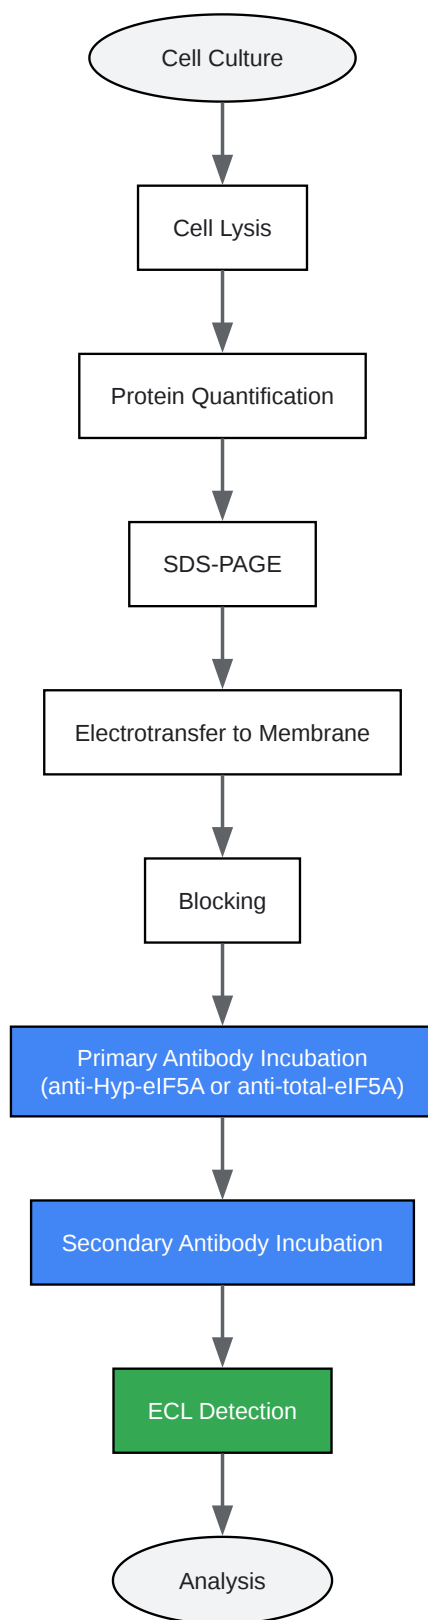 Cell Culture
Cell Lysis
Protein Quantification
SDS-PAGE
Electrotransfer to Membrane
Blocking
Primary Antibody Incubation
(anti-Hyp-eIF5A or anti-total-eIF5A)
Secondary Antibody Incubation
ECL Detection
Analysis